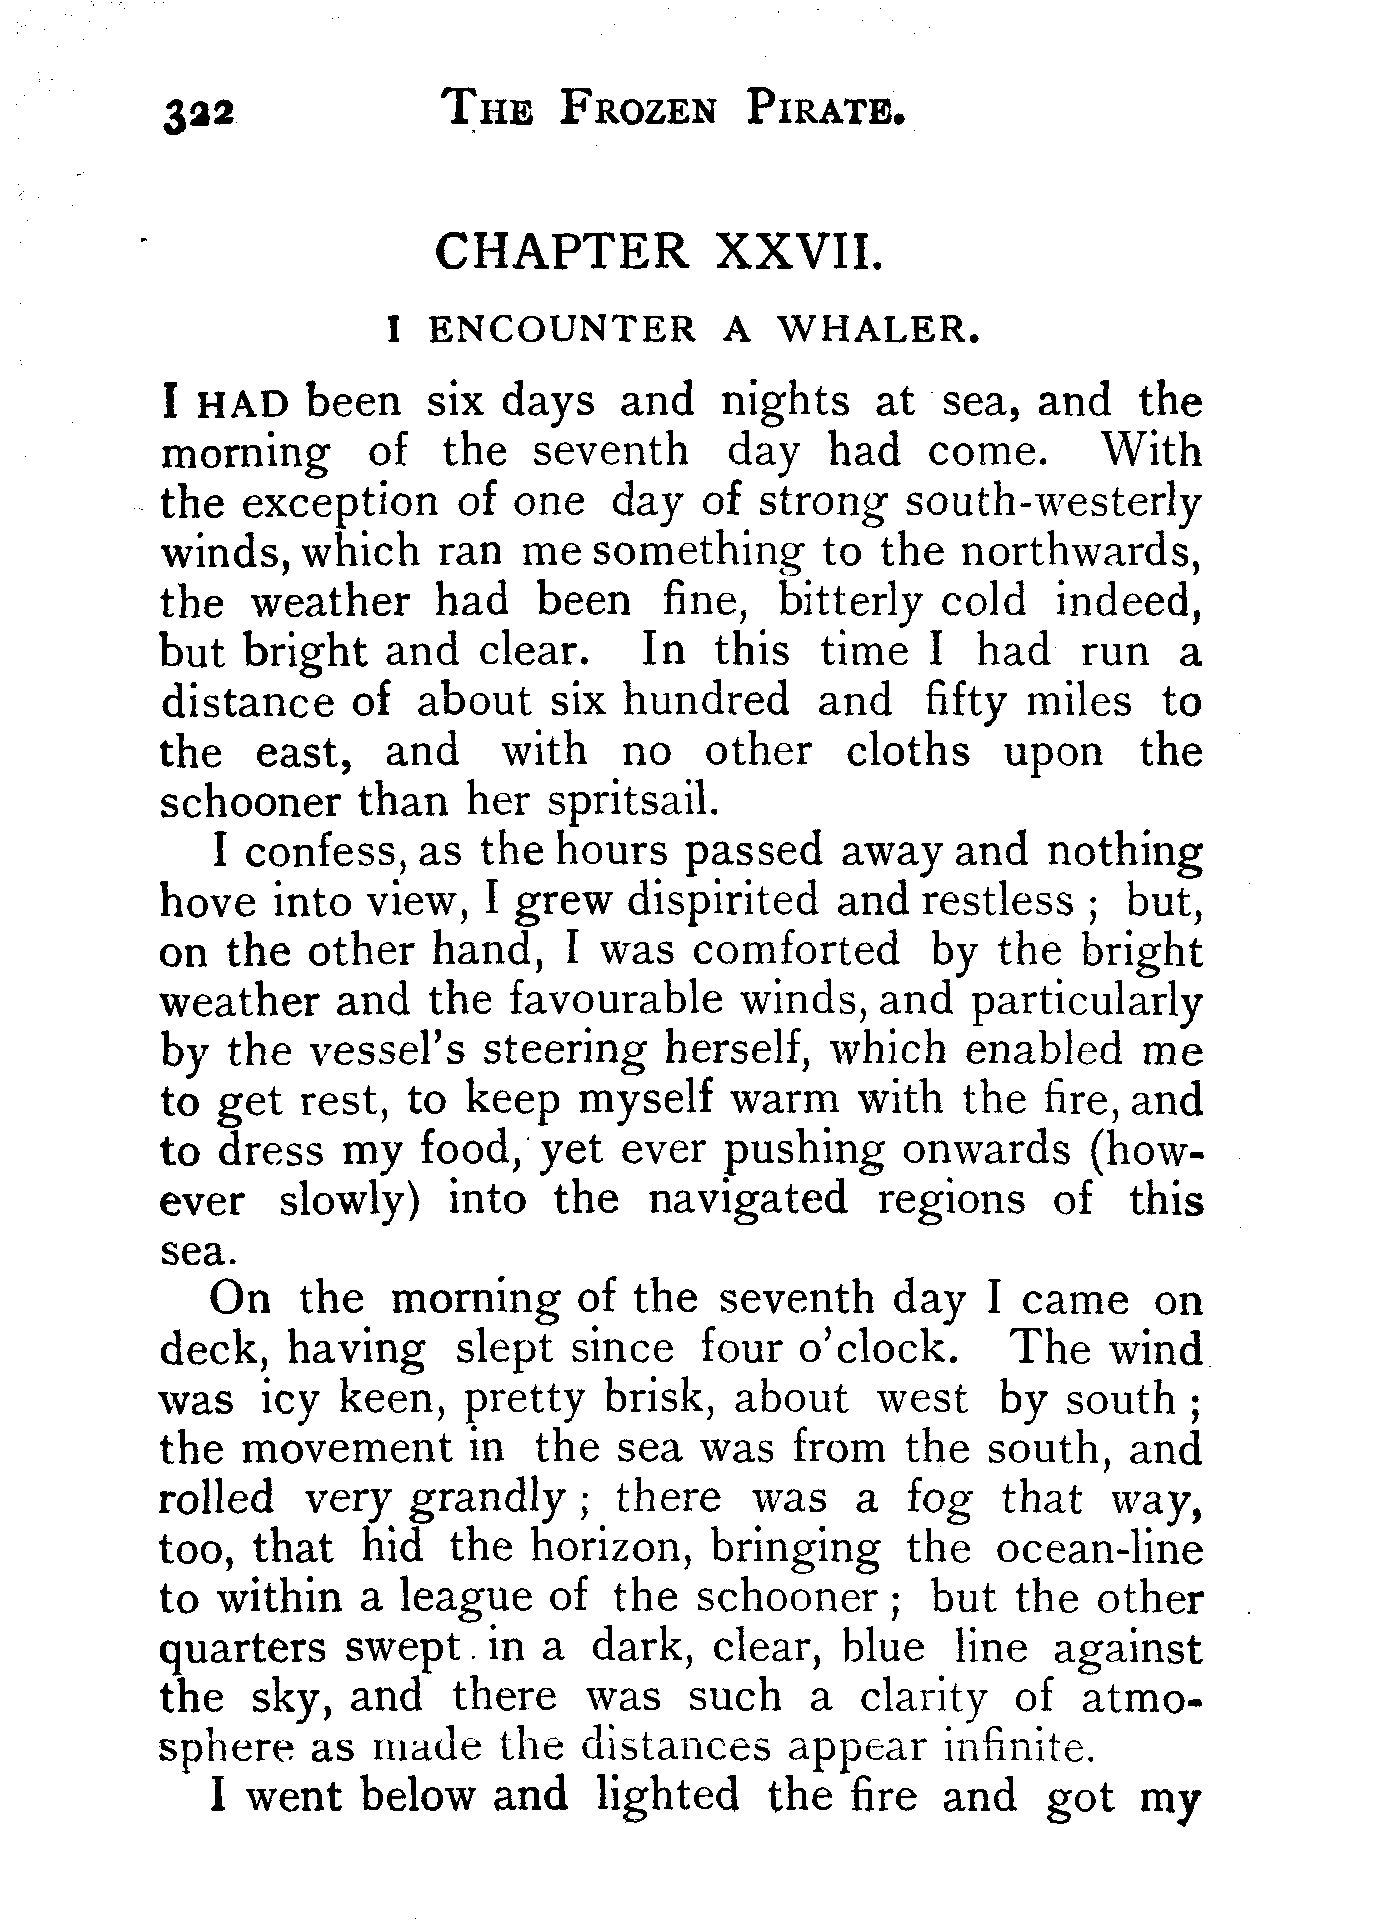 322 THE FROZEN PIRATE.
CHAPTER XXVII.
I ENCOUNTER A WHALER.
I HAD been six days and nights at sea, and the
morning of the seventh day had come. With
the exception of one day of strong south-westerly
winds, which ran me something to the northwards,
the weather had been fine, bitterly cold indeed,
but bright and clear. In this time I had run a
distance of about six hundred and fifty miles to
the east, and with no other cloths upon the
schooner than her spritsail.
I confess, as the hours passed away and nothing
hove into view, I grew dispirited and restless ; but,
on the other hand, I was comforted by the bright
weather and the favourable winds, and particularly
by the vessel's steering herself, which enabled me
to get rest, to keep myself warm with the fire, and
to dress my food, yet ever pushing onwards (how-
ever slowly) into the navigated regions of this
sea.
On the morning of the seventh day I came on
deck, having slept since four o'clock. The wind
was icy keen, pretty brisk, about west by south ;
the movement in the sea was from the south, and
rolled very grandly ; there was a fog that way,
too, that hid the horizon, bringing the ocean-line
to within a league of the schooner ; but the other
quarters swept in a dark, clear, blue line against
the sky, and there was such a clarity of atmo-
sphere as made the distances appear infinite.
I went below and lighted the fire and got my